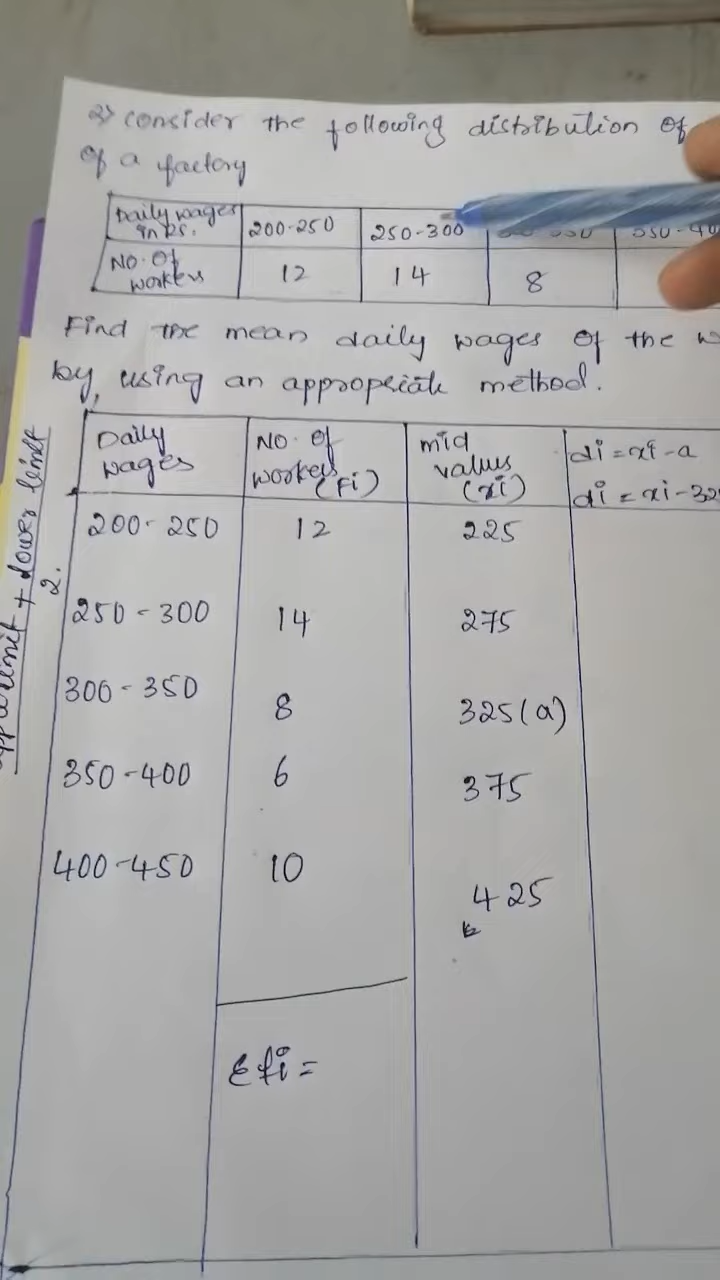 2) consider the following distribution of
of a factory
Daily wages in rs. 200-250 250-300
No. of workers 12 14 8
Find the mean daily wages of the
by, using an appropriate method.
Daily wages No. of workers (fi) mid values (xi) di = xi - a
di = xi - 32
200 - 250 12 225
250 - 300 14 275
300 - 350 8 325(a)
350 - 400 6 375
400 - 450 10 425
Σfi =
limit + lower limit
2.